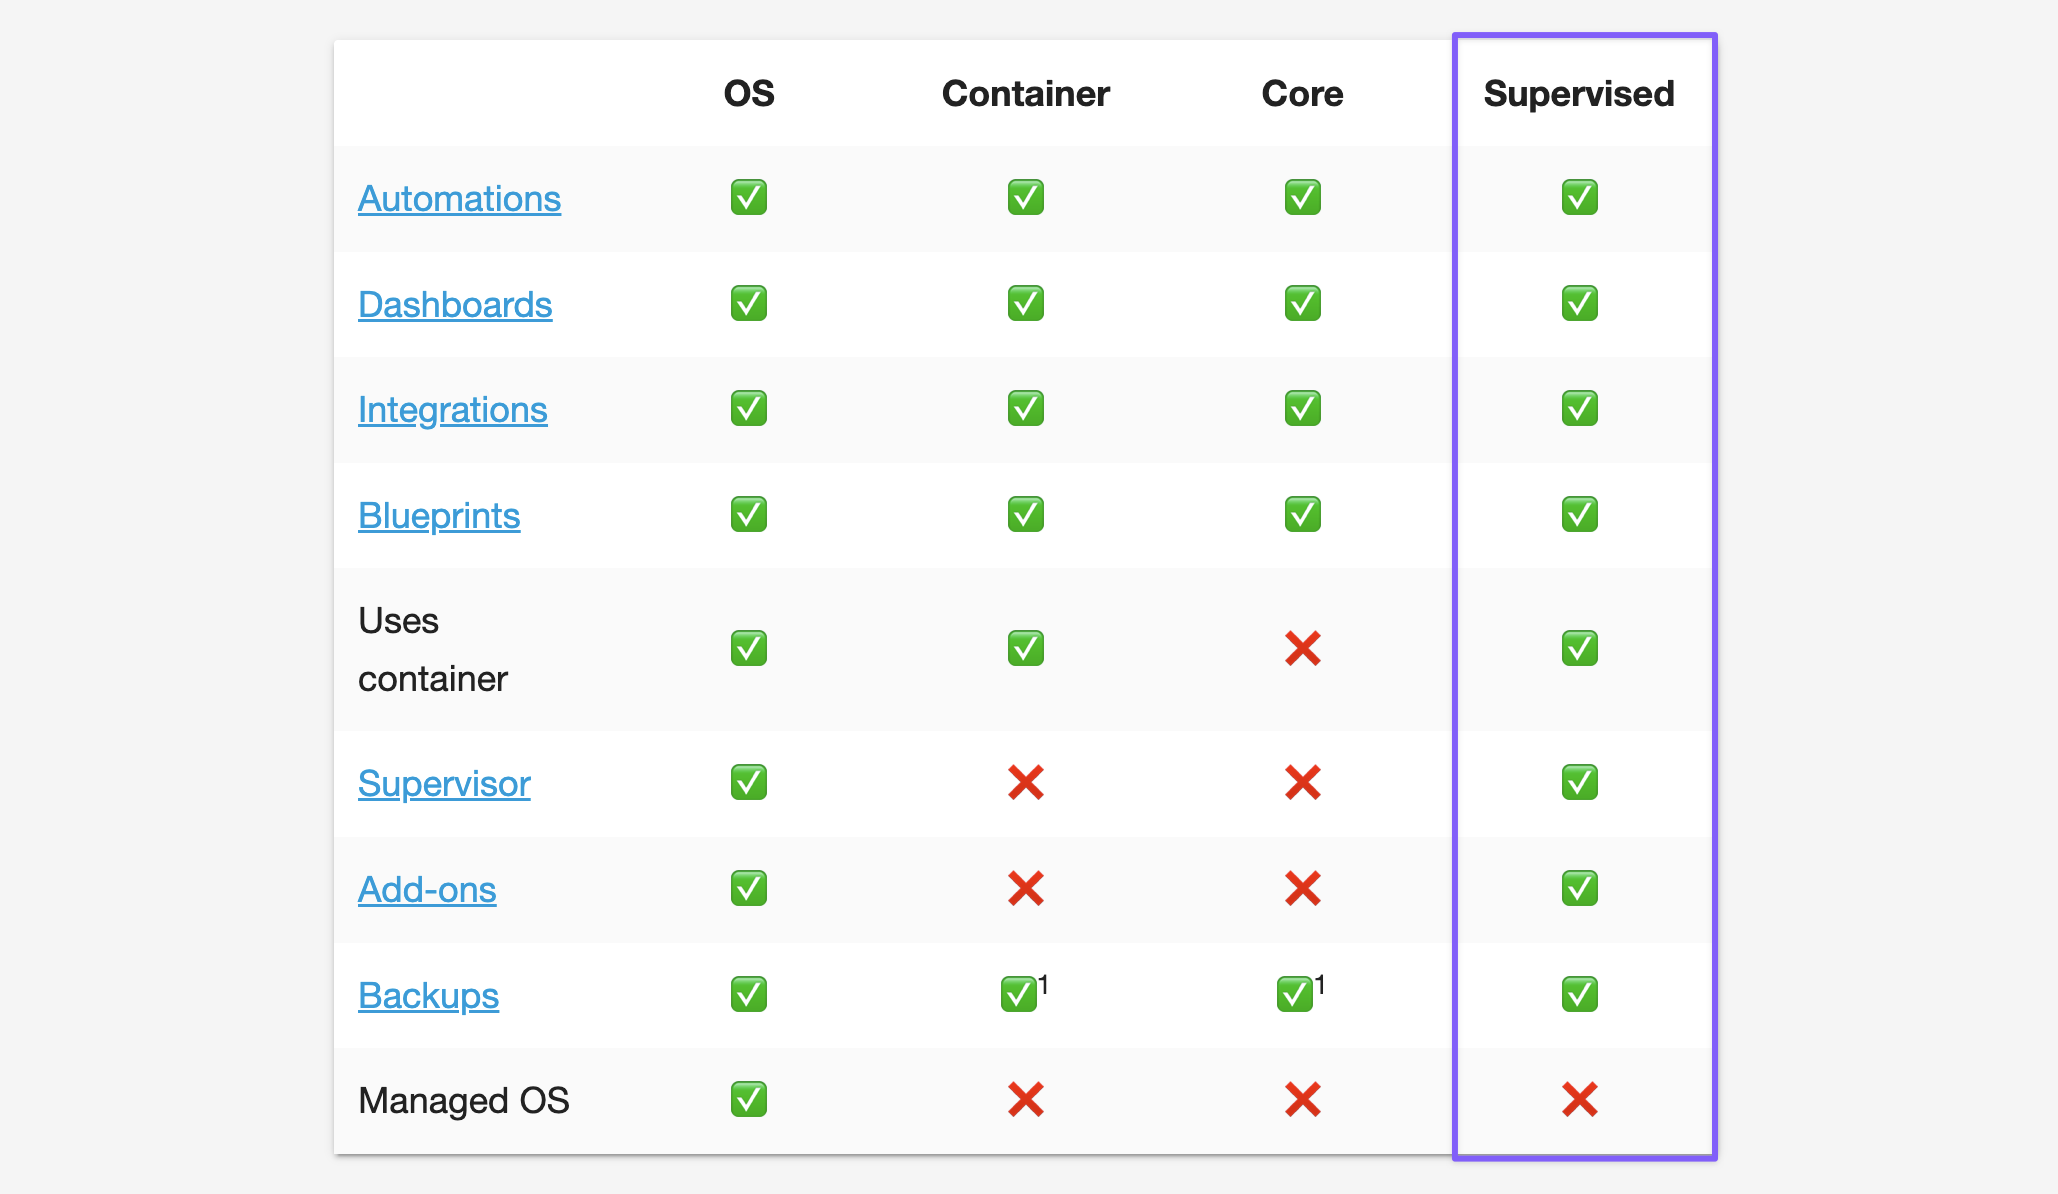 OS Container Core Supervised
Automations ✅ ✅ ✅ ✅
Dashboards ✅ ✅ ✅ ✅
Integrations ✅ ✅ ✅ ✅
Blueprints ✅ ✅ ✅ ✅
Uses
container ✅ ✅ ❌ ✅
Supervisor ✅ ❌ ❌ ✅
Add-ons ✅ ❌ ❌ ✅
Backups ✅ ✅1 ✅1 ✅
Managed OS ✅ ❌ ❌ ❌